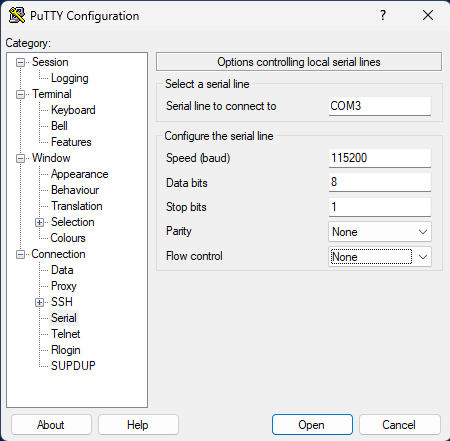 PuTTY Configuration
?
Category:
Session
Logging
Terminal
Keyboard
Bell
Features
Window
Appearance
Behaviour
Translation
Selection
Colours
Connection
Data
Proxy
SSH
Serial
Telnet
Rlogin
SUPDUP
Options controlling local serial lines
Select a serial line
Serial line to connect to COM3
Configure the serial line
Speed (baud) 115200
Data bits 8
Stop bits 1
Parity None
Flow control None
About Help Open Cancel